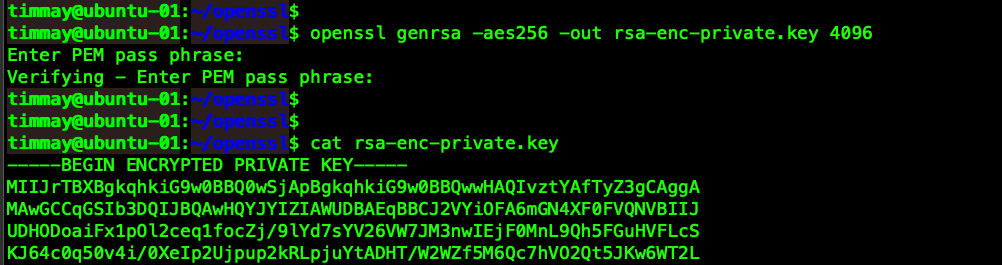 timmay@ubuntu-01:~/openssl$
timmay@ubuntu-01:~/openssl$ openssl genrsa -aes256 -out rsa-enc-private.key 4096
Enter PEM pass phrase:
Verifying - Enter PEM pass phrase:
timmay@ubuntu-01:~/openssl$
timmay@ubuntu-01:~/openssl$
timmay@ubuntu-01:~/openssl$ cat rsa-enc-private.key
-----BEGIN ENCRYPTED PRIVATE KEY-----
MIIJrTBXBgkqhkiG9w0BBQ0wSjApBgkqhkiG9w0BBQwwHAQIvztYAfTyZ3gCAggA
MAwGCCqGSIb3DQIJBQAwHQYJYIZIAWUDBAEqBBCJ2VYiOFA6mGN4XF0FVQNVBIIJ
UDHODoaiFx1pOl2ceq1focZj/9lYd7sYV26VW7JM3nwIEjF0MnL9Qh5FGuHVFLcS
KJ64c0q50v4i/0XeIp2Ujpup2kRLpjuYtADHT/W2WZf5M6Qc7hVO2Qt5JKw6WT2L